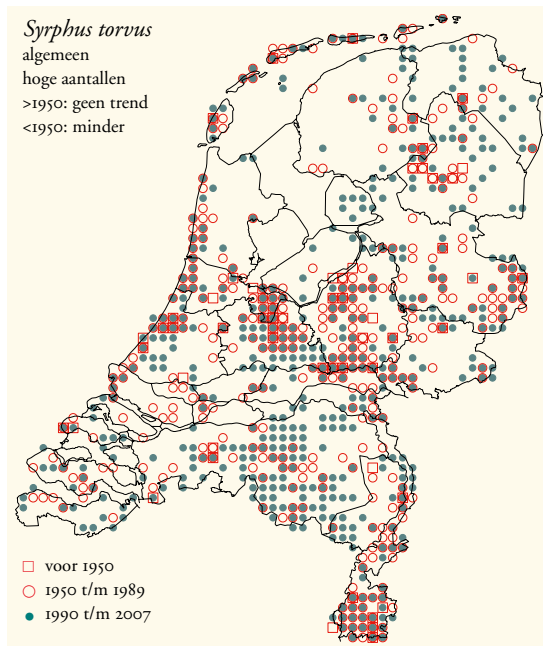 Syrphus torvus
algemeen
hoge aantallen
>1950: geen trend
<1950: minder
voor 1950
1950 t/m 1989
1990 t/m 2007